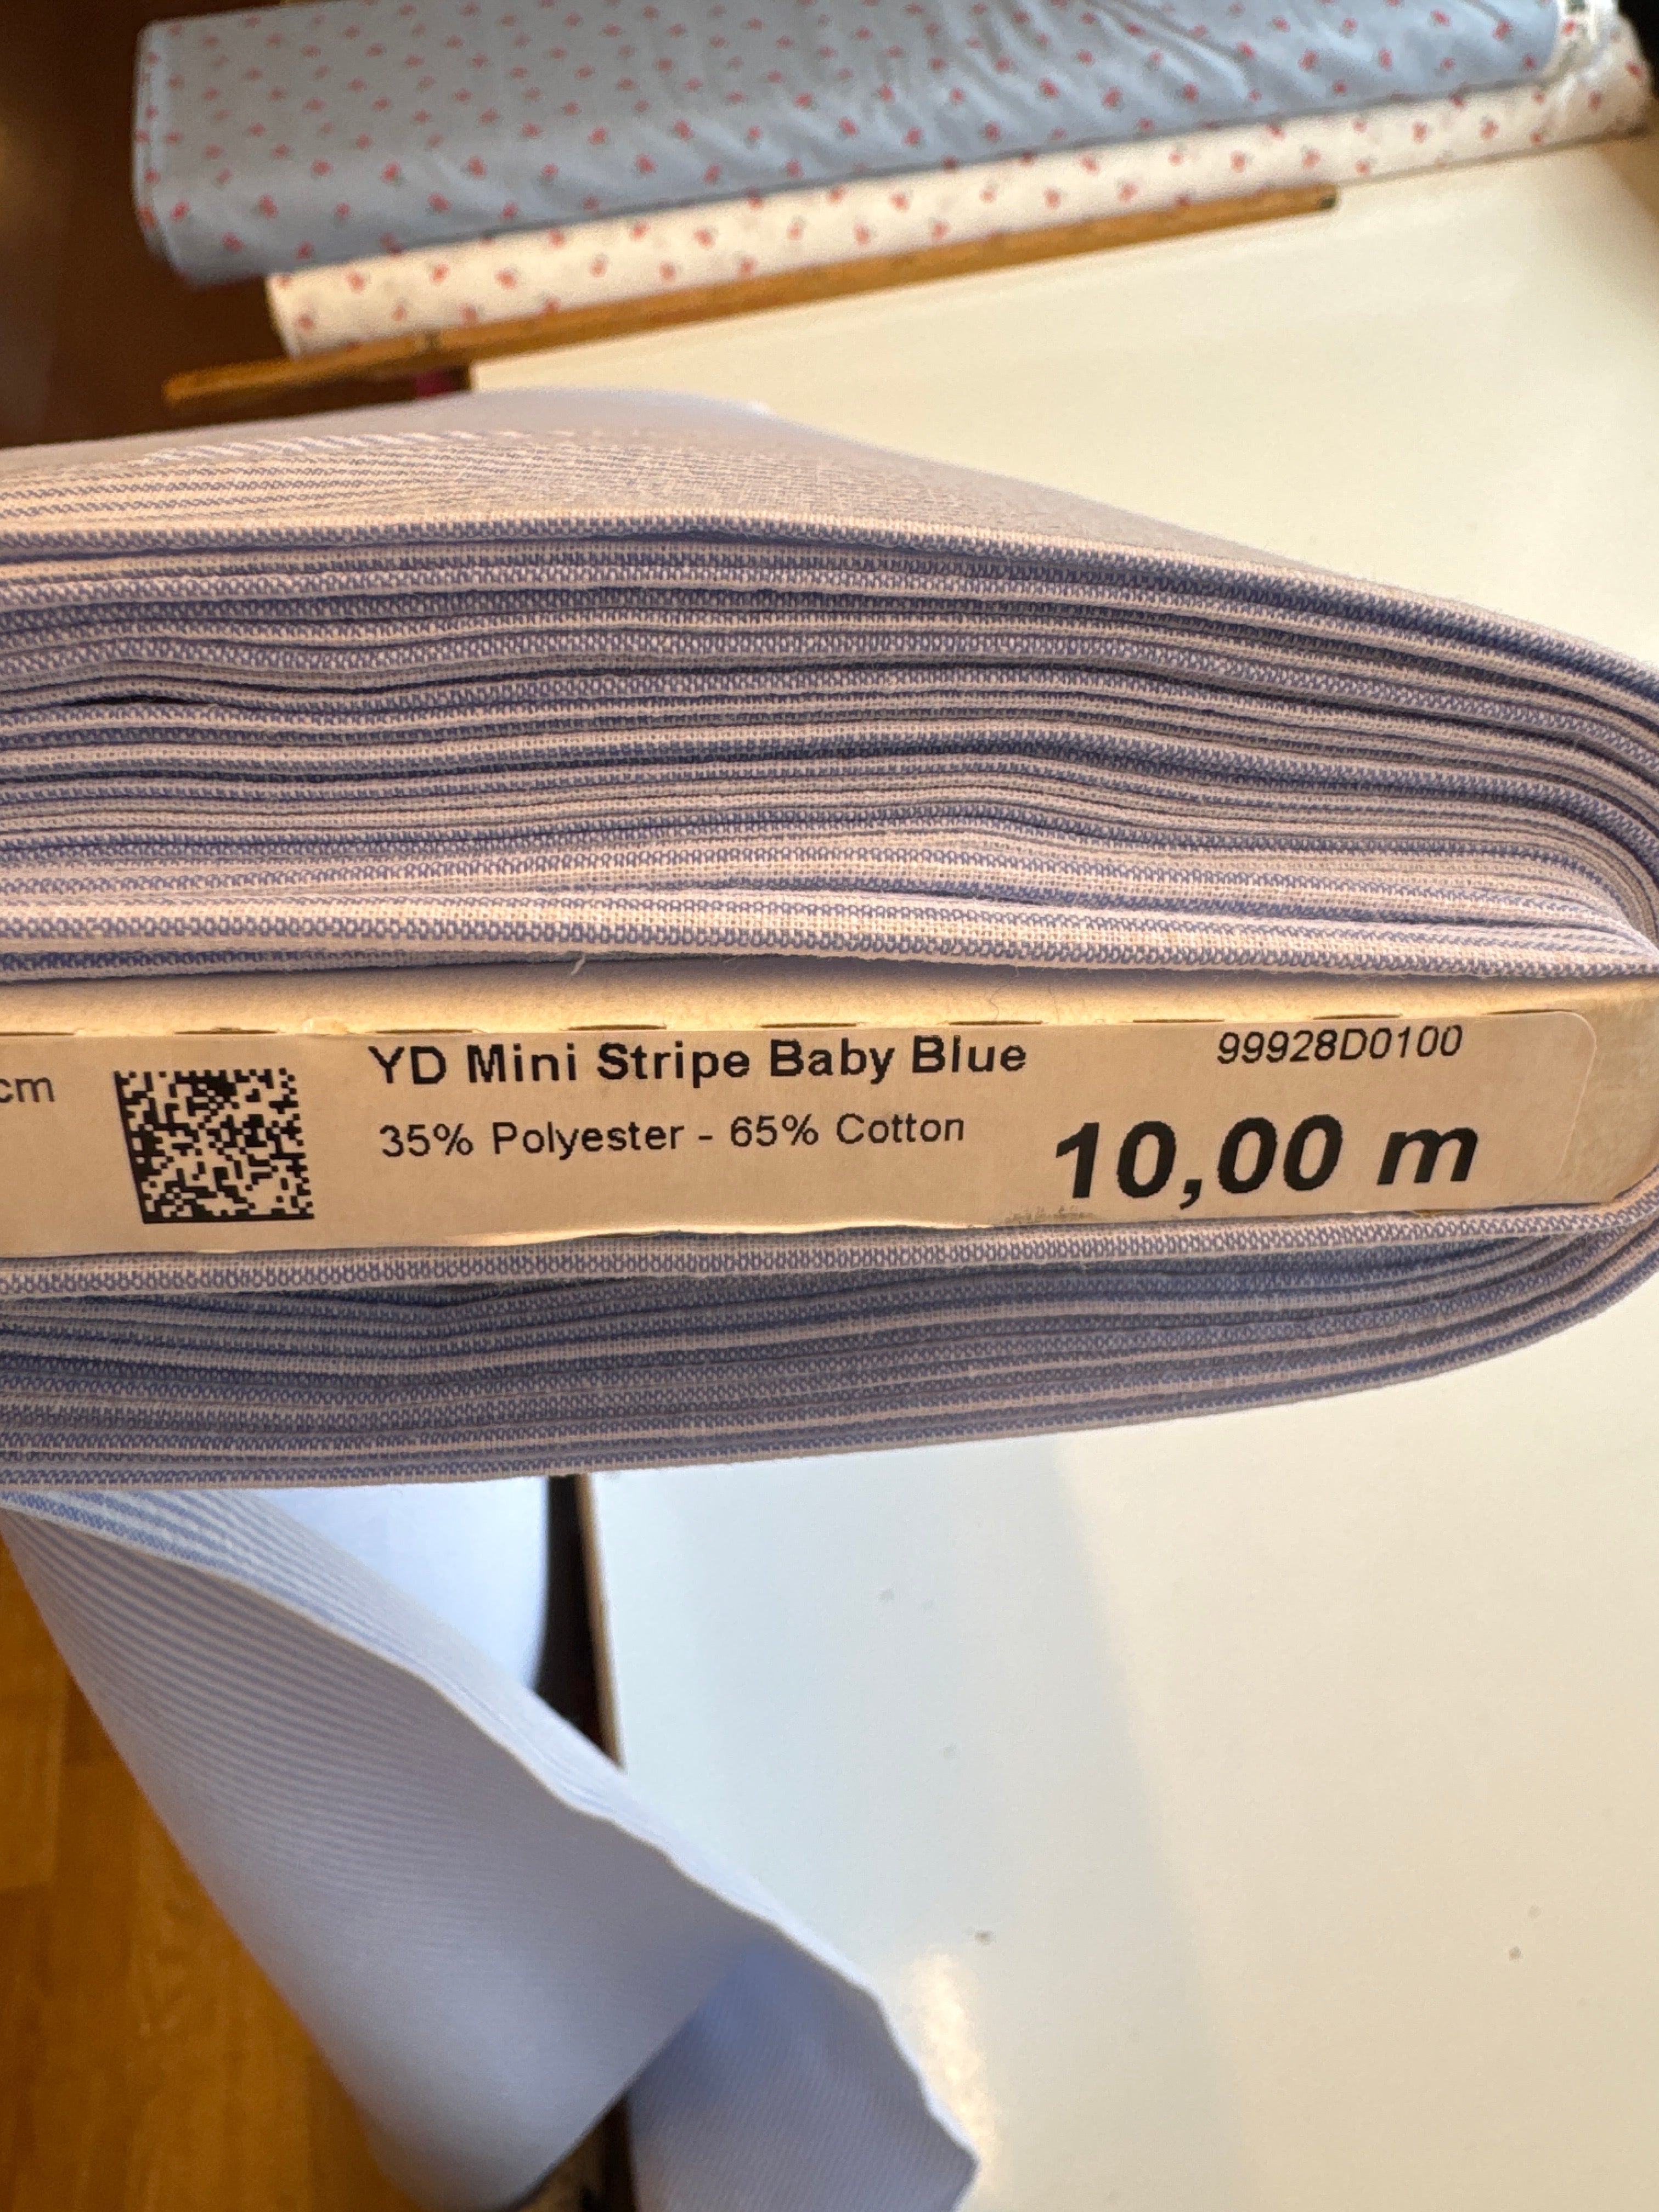 cm
YD Mini Stripe Baby Blue
99928D0100
35% Polyester - 65% Cotton
10,00 m